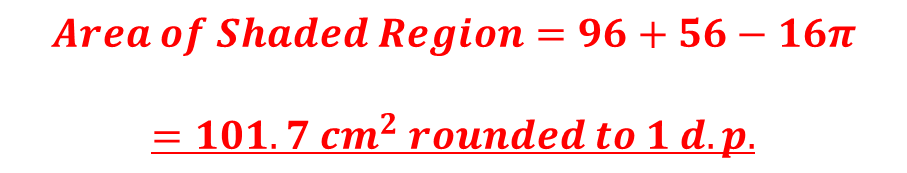 Area of Shaded Region = 96 + 56 − 16π
= 101.7 cm² rounded to 1 d.p.